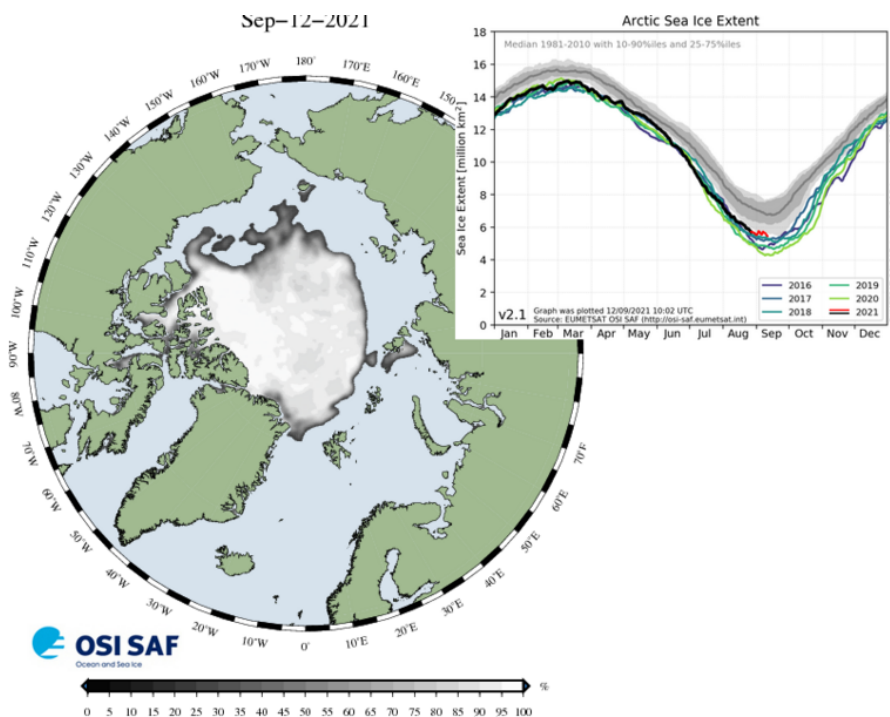 Sep-12-2021
180°
170°W
170°E
160°W
160°E
150°W
150
140°W
130°W
120°W
110°W
100°W
90°W
80°W
70°W
60°W
50°W
40°W
30°W
20°W
10°W
0°
10°E
20°E
30°E
40°E
50°E
60°E
70°E
Arctic Sea Ice Extent
Median 1981-2010 with 10-90%iles and 25-75%iles
Sea Ice Extent [million km²]
18
16
14
12
10
8
6
4
2
0
Jan Feb Mar Apr May Jun Jul Aug Sep Oct Nov Dec
2016
2017
2018
2019
2020
2021
v2.1
Graph was plotted 12/09/2021 10:02 UTC
Source: EUMETSAT OSI SAF (http://osi-saf.eumetsat.int)
OSI SAF
Ocean and Sea Ice
0 5 10 15 20 25 30 35 40 45 50 55 60 65 70 75 80 85 90 95 100
%